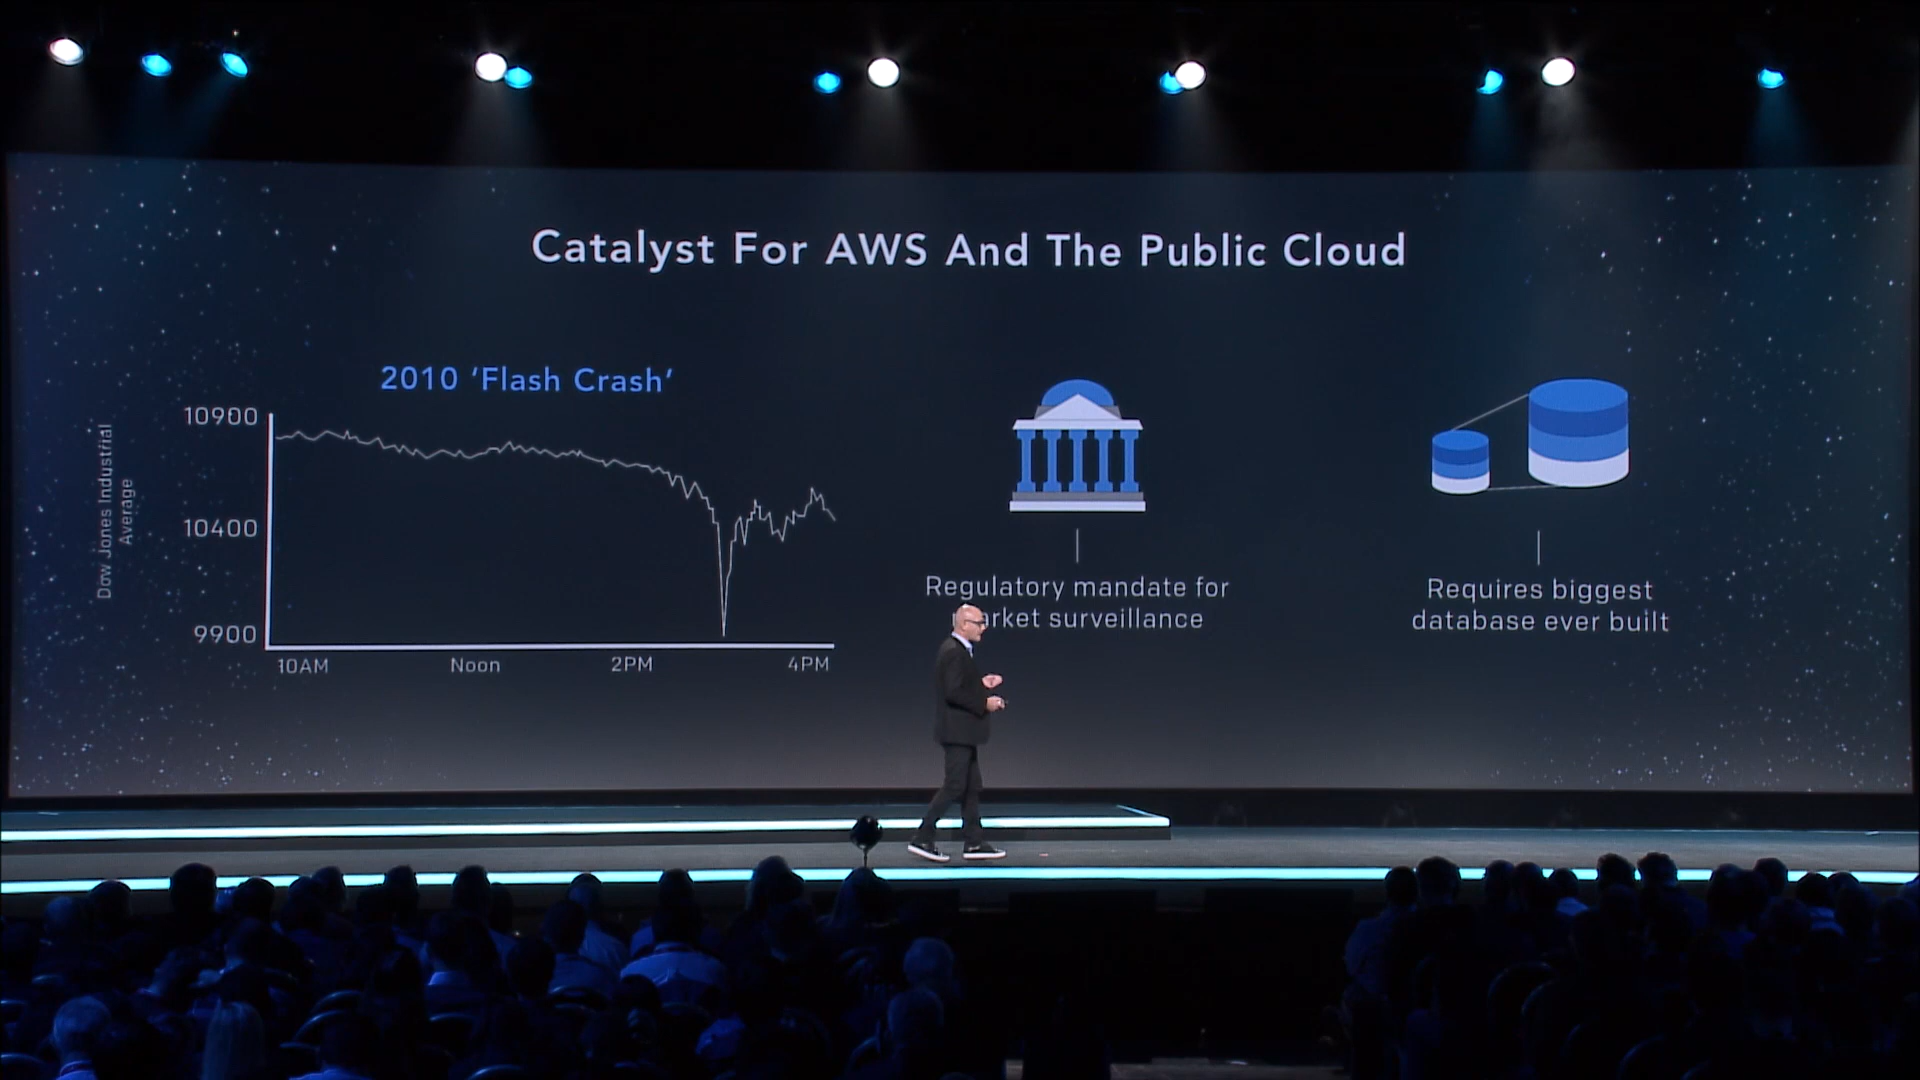 Catalyst For AWS And The Public Cloud
2010 ‘Flash Crash’
Dow Jones Industrial
Average
10900
10400
9900
10AM Noon 2PM 4PM
Regulatory mandate for
surveillance
Requires biggest
database ever built